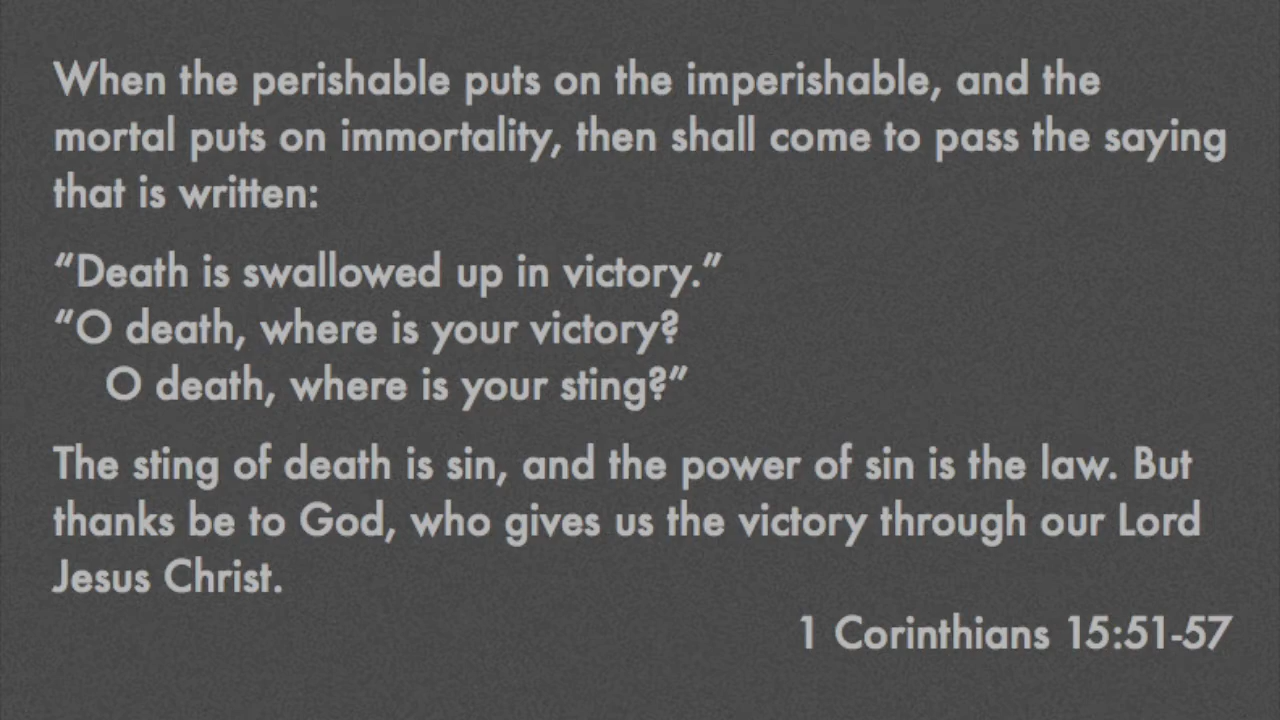 When the perishable puts on the imperishable, and the
mortal puts on immortality, then shall come to pass the saying
that is written:
“Death is swallowed up in victory.”
“O death, where is your victory?
O death, where is your sting?”
The sting of death is sin, and the power of sin is the law. But
thanks be to God, who gives us the victory through our Lord
Jesus Christ.
1 Corinthians 15:51-57